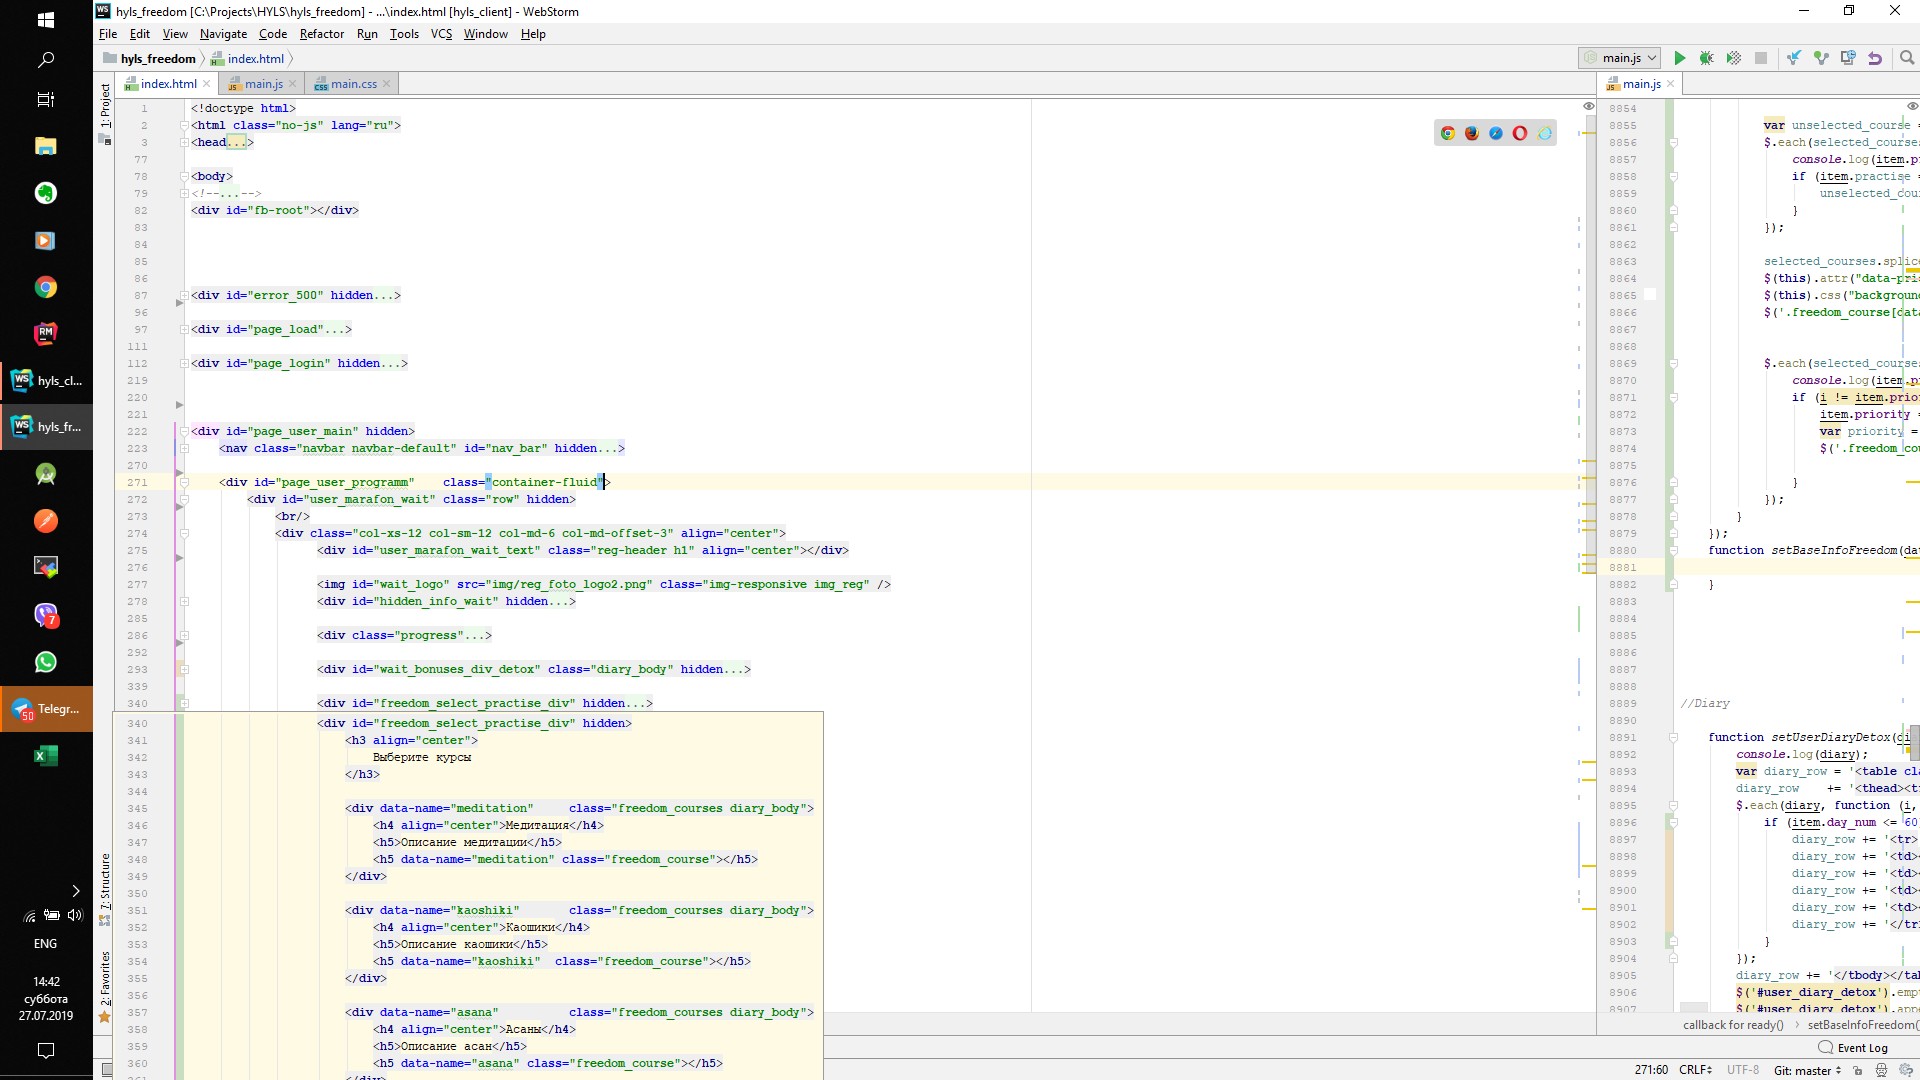 hyls_freedom [C:\Projects\HYLS\hyls_freedom] - ...\index.html [hyls_client] - WebStorm
File Edit View Navigate Code Refactor Run Tools VCS Window Help
hyls_freedom index.html main.js
index.html main.js main.css
1: Project
1 <!doctype html>
2 <html class="no-js" lang="ru">
3 <head...>
77
78 <body>
79 <!--...-->
82 <div id="fb-root"></div>
83
84
85
86
87 <div id="error_500" hidden...>
96
97 <div id="page_load"...>
111
112 <div id="page_login" hidden...>
219
220
221
222 <div id="page_user_main" hidden>
223 <nav class="navbar navbar-default" id="nav_bar" hidden...>
270
271 <div id="page_user_programm" class="container-fluid">
272 <div id="user_marafon_wait" class="row" hidden>
273 <br/>
274 <div class="col-xs-12 col-sm-12 col-md-6 col-md-offset-3" align="center">
275 <div id="user_marafon_wait_text" class="reg-header h1" align="center"></div>
276
277 <img id="wait_logo" src="img/reg_foto_logo2.png" class="img-responsive img_reg" />
278 <div id="hidden_info_wait" hidden...>
285
286 <div class="progress"...>
292
293 <div id="wait_bonuses_div_detox" class="diary_body" hidden...>
339
340 <div id="freedom_select_practise_div" hidden...>
340 <div id="freedom_select_practise_div" hidden>
341 <h3 align="center">
342 Выберите курсы
343 </h3>
344
345 <div data-name="meditation" class="freedom_courses diary_body">
346 <h4 align="center">Медитация</h4>
347 <h5>Описание медитации</h5>
348 <h5 data-name="meditation" class="freedom_course"></h5>
349 </div>
350
351 <div data-name="kaoshiki" class="freedom_courses diary_body">
352 <h4 align="center">Каошики</h4>
353 <h5>Описание каошики</h5>
354 <h5 data-name="kaoshiki" class="freedom_course"></h5>
355 </div>
356
357 <div data-name="asana" class="freedom_courses diary_body">
358 <h4 align="center">Асаны</h4>
359 <h5>Описание асан</h5>
360 <h5 data-name="asana" class="freedom_course"></h5>
361 </div>
main.js
8854
8855 var unselected_course =
8856 $.each(selected_courses
8857 console.log(item.p
8858 if (item.practise =
8859 unselected_cou
8860 }
8861 });
8862
8863 selected_courses.splice
8864 $(this).attr("data-pri
8865 $(this).css("background
8866 $('.freedom_course[data
8867
8868
8869 $.each(selected_courses
8870 console.log(item.p
8871 if (i != item.prior
8872 item.priority =
8873 var priority =
8874 $('.freedom_cou
8875
8876 }
8877 });
8878 }
8879 });
8880 function setBaseInfoFreedom(da
8881
8882 }
8883
8884
8885
8886
8887
8888
8889 //Diary
8890
8891 function setUserDiaryDetox(di
8892 console.log(diary);
8893 var diary_row = '<table cla
8894 diary_row += '<thead><t
8895 $.each(diary, function (i,
8896 if (item.day_num <= 60
8897 diary_row += '<tr>
8898 diary_row += '<td>
8899 diary_row += '<td>
8900 diary_row += '<td>
8901 diary_row += '<td>
8902 diary_row += '</tr
8903 }
8904 });
8905 diary_row += '</tbody></tab
8906 $('#user_diary_detox').emp
8907 $('#user_diary_detox').app
callback for ready() › setBaseInfoFreedom(
Event Log
271:60 CRLF UTF-8 Git: master
7: Structure
2: Favorites
hyls_cl...
hyls_fr...
7
50 Telegr...
ENG
14:42
суббота
27.07.2019